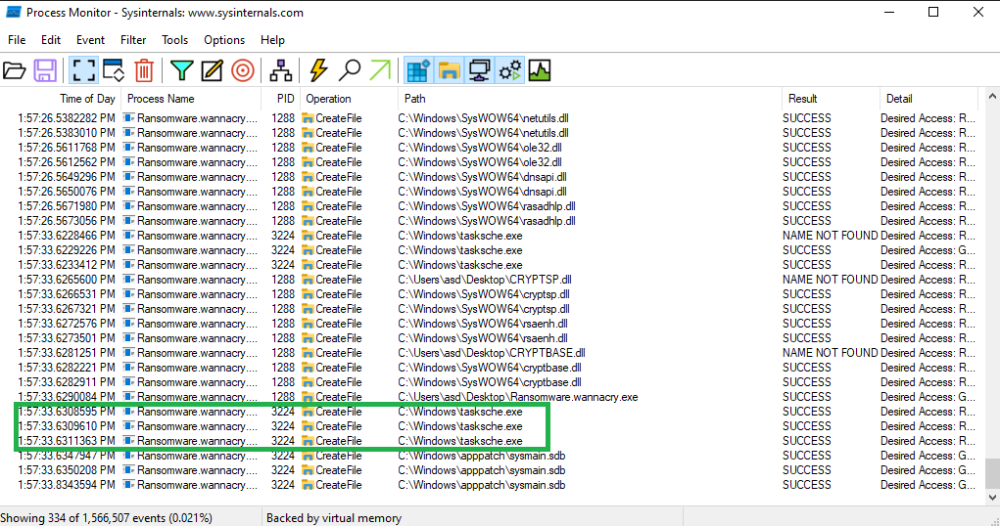 Process Monitor - Sysinternals: www.sysinternals.com
File Edit Event Filter Tools Options Help
Time of Day Process Name PID Operation Path Result Detail
1:57:26.5382282 PM Ransomware.wannacry.... 1288 CreateFile C:\Windows\SysWOW64\netutils.dll SUCCESS Desired Access: R...
1:57:26.5383010 PM Ransomware.wannacry.... 1288 CreateFile C:\Windows\SysWOW64\netutils.dll SUCCESS Desired Access: R...
1:57:26.5611768 PM Ransomware.wannacry.... 1288 CreateFile C:\Windows\SysWOW64\ole32.dll SUCCESS Desired Access: R...
1:57:26.5612562 PM Ransomware.wannacry.... 1288 CreateFile C:\Windows\SysWOW64\ole32.dll SUCCESS Desired Access: R...
1:57:26.5649296 PM Ransomware.wannacry.... 1288 CreateFile C:\Windows\SysWOW64\dnsapi.dll SUCCESS Desired Access: R...
1:57:26.5650076 PM Ransomware.wannacry.... 1288 CreateFile C:\Windows\SysWOW64\dnsapi.dll SUCCESS Desired Access: R...
1:57:26.5671980 PM Ransomware.wannacry.... 1288 CreateFile C:\Windows\SysWOW64\rasadhlp.dll SUCCESS Desired Access: R...
1:57:26.5673056 PM Ransomware.wannacry.... 1288 CreateFile C:\Windows\SysWOW64\rasadhlp.dll SUCCESS Desired Access: R...
1:57:33.6228466 PM Ransomware.wannacry.... 3224 CreateFile C:\Windows\tasksche.exe NAME NOT FOUND Desired Access: R...
1:57:33.6229226 PM Ransomware.wannacry.... 3224 CreateFile C:\Windows\tasksche.exe SUCCESS Desired Access: G...
1:57:33.6233412 PM Ransomware.wannacry.... 3224 CreateFile C:\Windows\tasksche.exe SUCCESS Desired Access: R...
1:57:33.6265600 PM Ransomware.wannacry.... 1288 CreateFile C:\Users\asd\Desktop\CRYPTSP.dll NAME NOT FOUND Desired Access: R...
1:57:33.6266531 PM Ransomware.wannacry.... 1288 CreateFile C:\Windows\SysWOW64\cryptsp.dll SUCCESS Desired Access: R...
1:57:33.6267321 PM Ransomware.wannacry.... 1288 CreateFile C:\Windows\SysWOW64\cryptsp.dll SUCCESS Desired Access: R...
1:57:33.6272576 PM Ransomware.wannacry.... 1288 CreateFile C:\Windows\SysWOW64\rsaenh.dll SUCCESS Desired Access: R...
1:57:33.6273501 PM Ransomware.wannacry.... 1288 CreateFile C:\Windows\SysWOW64\rsaenh.dll SUCCESS Desired Access: R...
1:57:33.6281251 PM Ransomware.wannacry.... 1288 CreateFile C:\Users\asd\Desktop\CRYPTBASE.dll NAME NOT FOUND Desired Access: R...
1:57:33.6282221 PM Ransomware.wannacry.... 1288 CreateFile C:\Windows\SysWOW64\cryptbase.dll SUCCESS Desired Access: R...
1:57:33.6282911 PM Ransomware.wannacry.... 1288 CreateFile C:\Windows\SysWOW64\cryptbase.dll SUCCESS Desired Access: R...
1:57:33.6290084 PM Ransomware.wannacry.... 1288 CreateFile C:\Users\asd\Desktop\Ransomware.wannacry.exe SUCCESS Desired Access: G...
1:57:33.6308595 PM Ransomware.wannacry.... 3224 CreateFile C:\Windows\tasksche.exe SUCCESS Desired Access: G...
1:57:33.6309610 PM Ransomware.wannacry.... 3224 CreateFile C:\Windows\tasksche.exe SUCCESS Desired Access: R...
1:57:33.6311363 PM Ransomware.wannacry.... 3224 CreateFile C:\Windows\tasksche.exe SUCCESS Desired Access: R...
1:57:33.6347947 PM Ransomware.wannacry.... 3224 CreateFile C:\Windows\apppatch\sysmain.sdb SUCCESS Desired Access: G...
1:57:33.6350208 PM Ransomware.wannacry.... 3224 CreateFile C:\Windows\apppatch\sysmain.sdb SUCCESS Desired Access: G...
1:57:33.8343594 PM Ransomware.wannacry.... 3224 CreateFile C:\Windows\apppatch\sysmain.sdb SUCCESS Desired Access: G...
Showing 334 of 1,566,507 events (0.021%) Backed by virtual memory